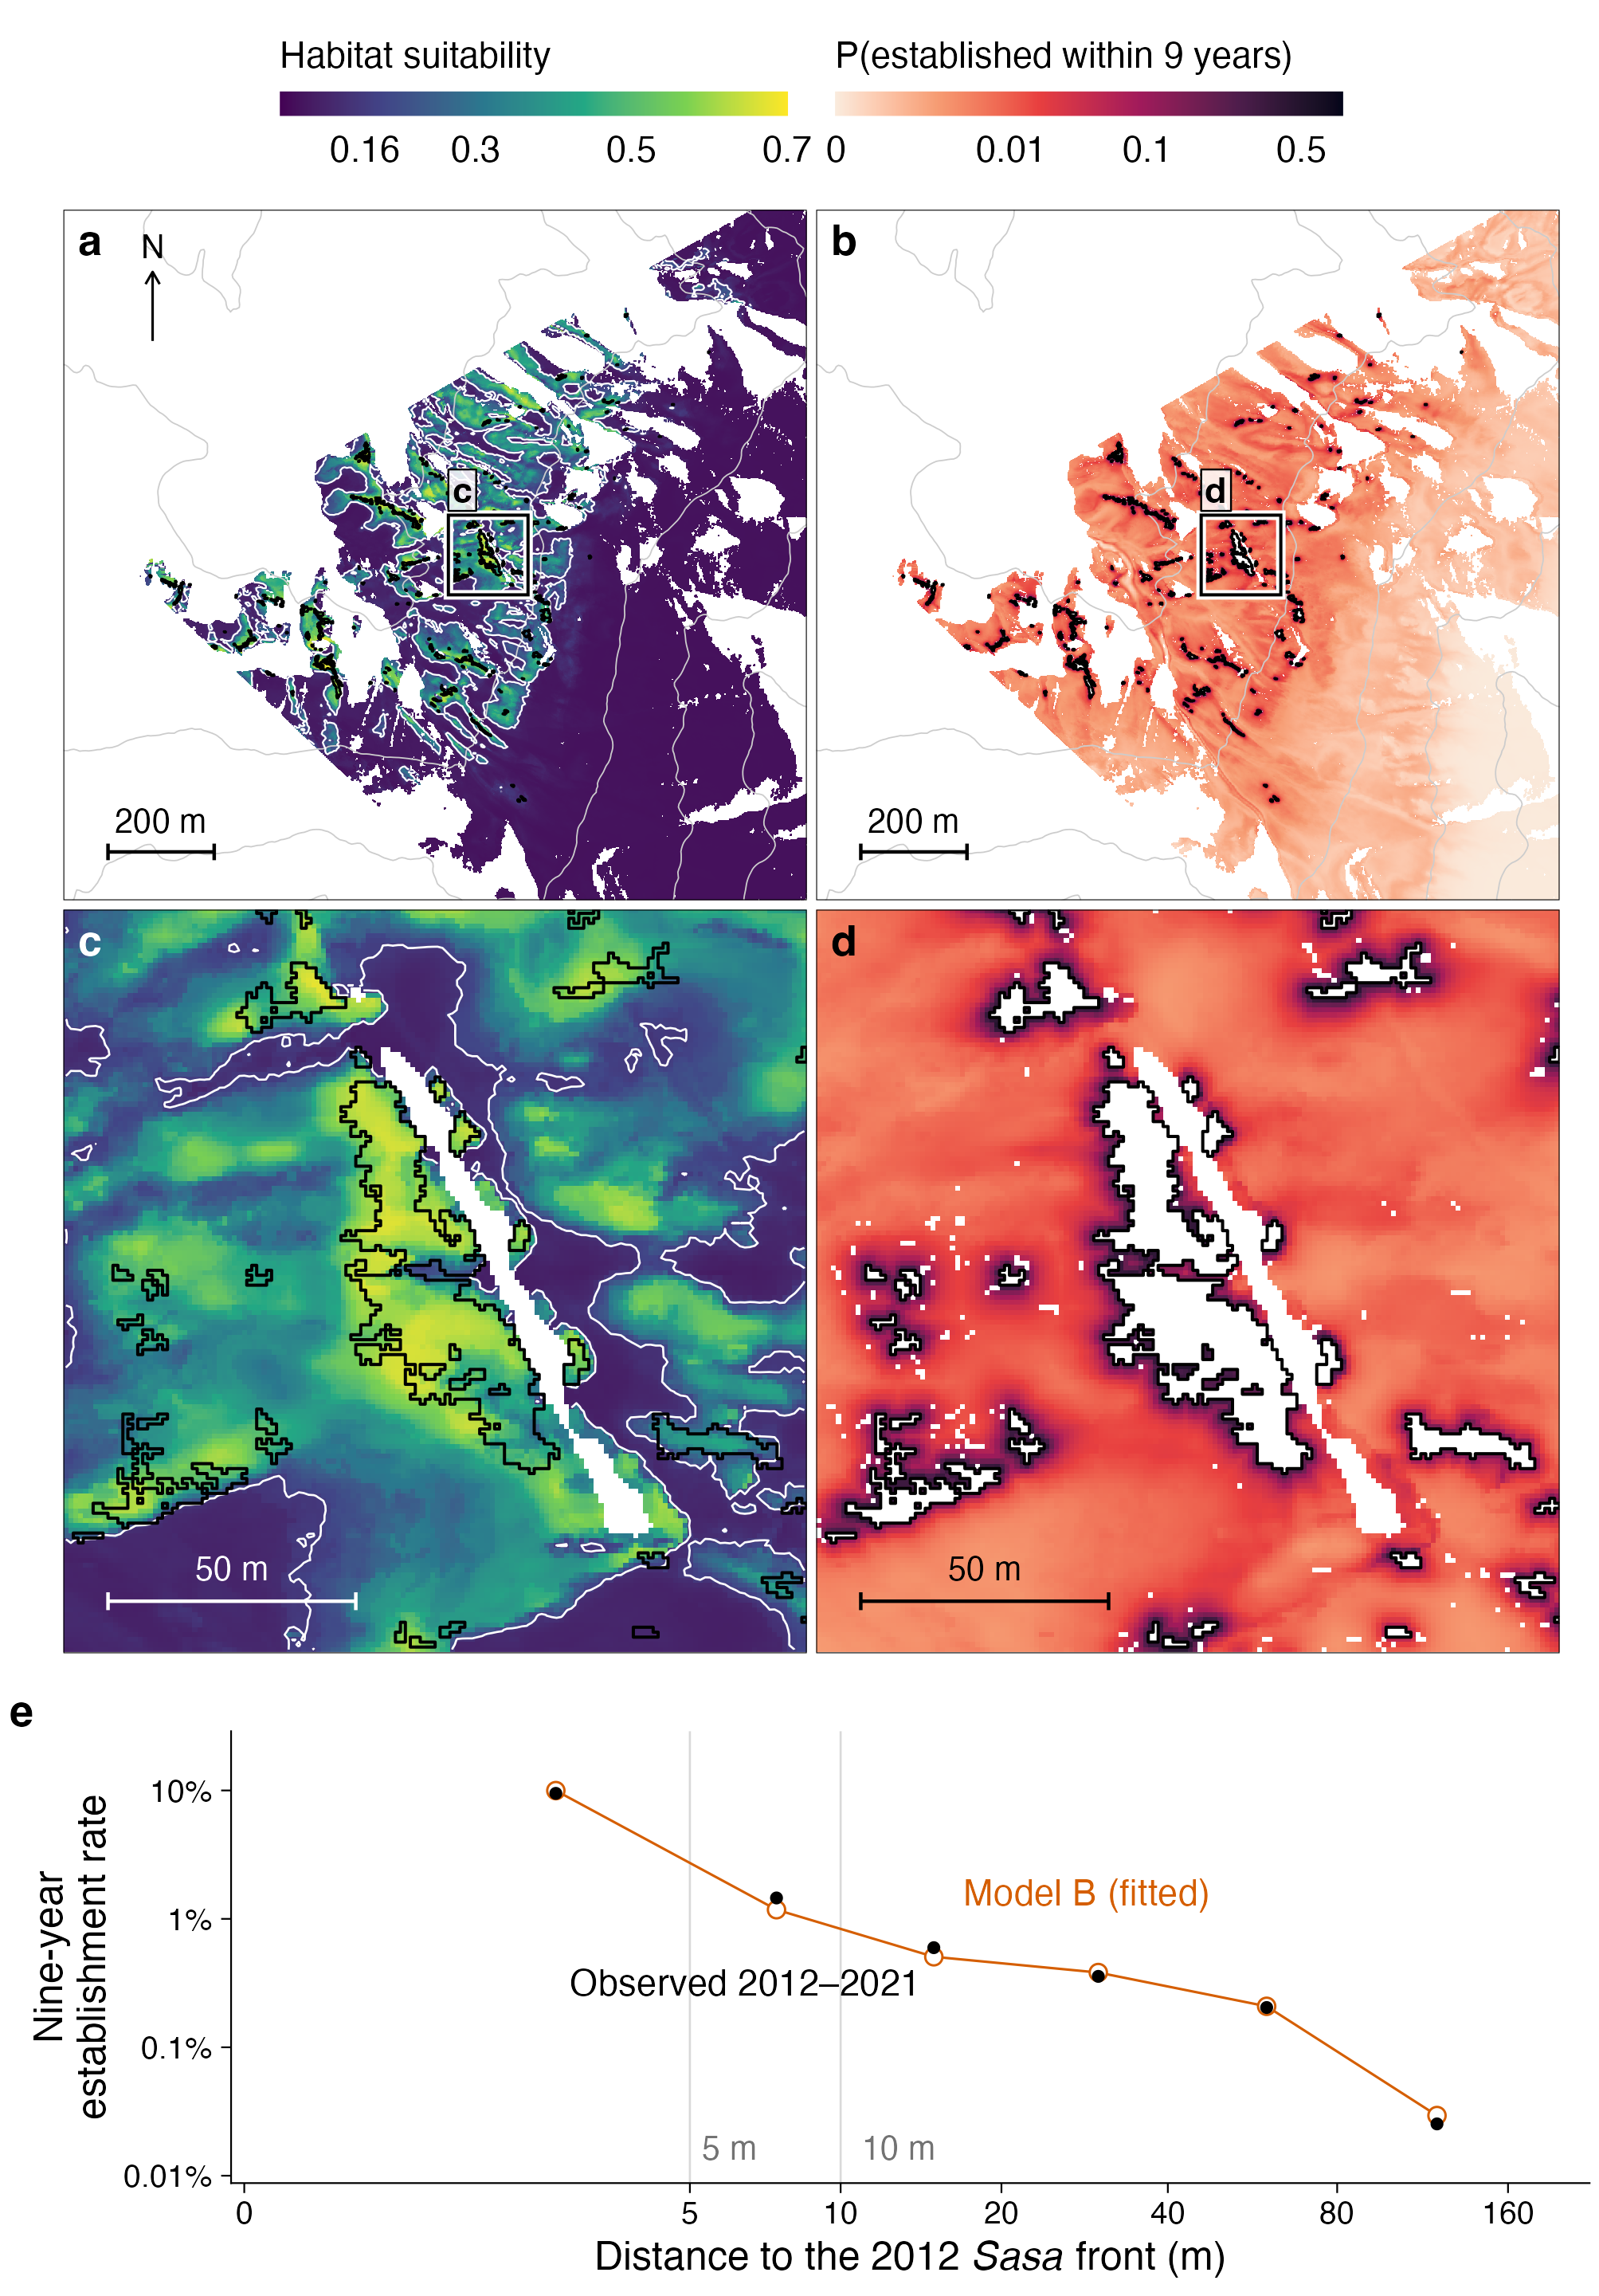 Habitat suitability
P(established within 9 years)
0.16 0.3 0.5 0.7
0 0.01 0.1 0.5
a
N
c
200 m
b
d
200 m
c
50 m
d
50 m
e
Nine-year
establishment rate
10%
1%
0.1%
0.01%
Model B (fitted)
Observed 2012–2021
5 m
10 m
0 5 10 20 40 80 160
Distance to the 2012 Sasa front (m)